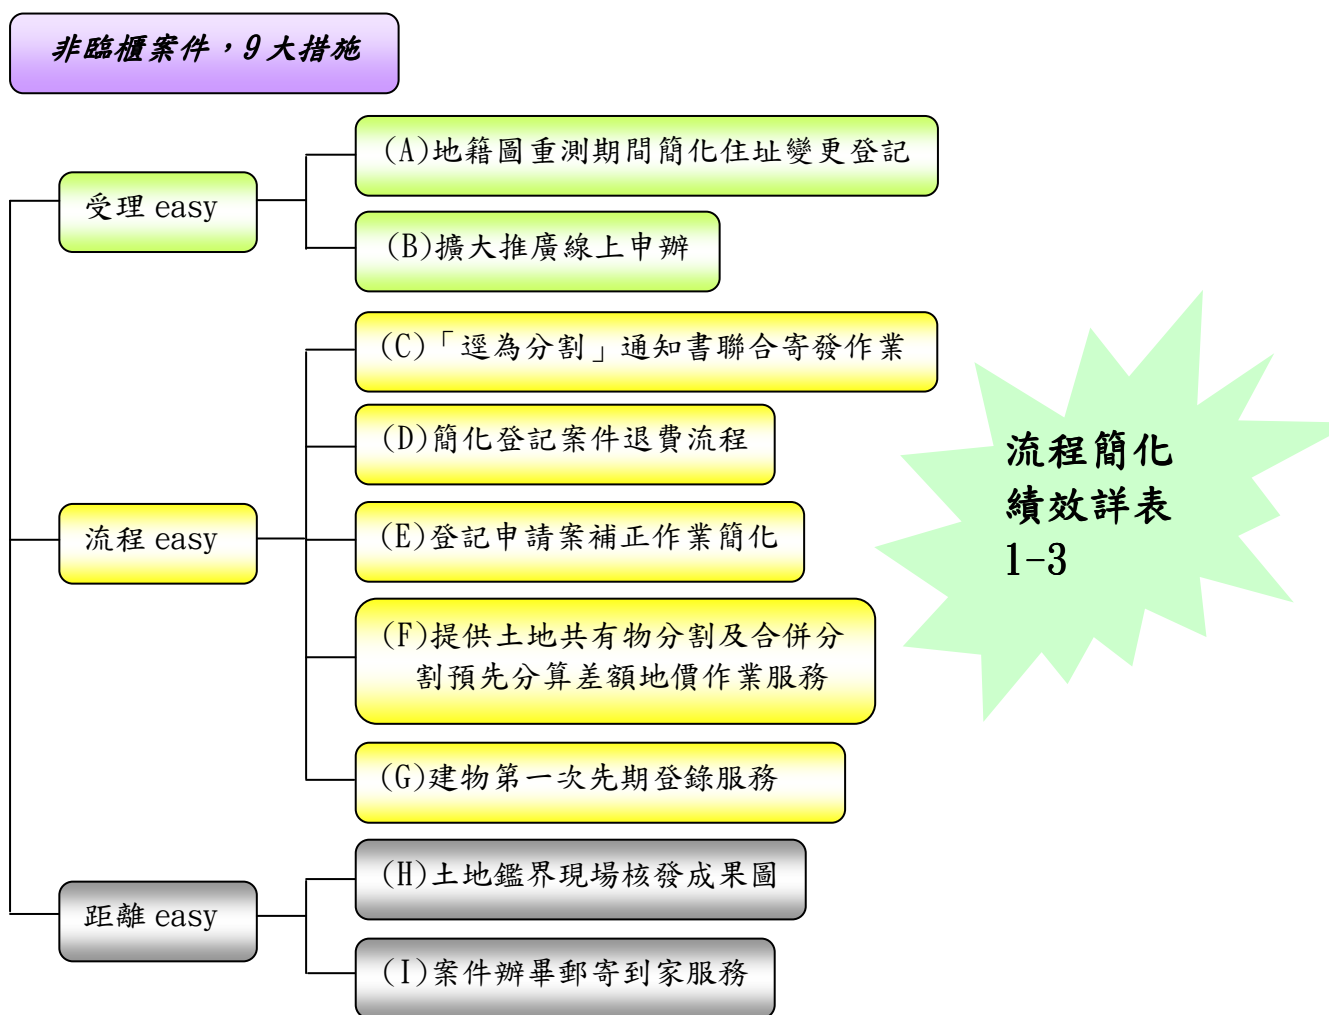 非臨櫃案件，9大措施
受理 easy
(A)地籍圖重測期間簡化住址變更登記
(B)擴大推廣線上申辦
流程 easy
(C)「逕為分割」通知書聯合寄發作業
(D)簡化登記案件退費流程
(E)登記申請案補正作業簡化
(F)提供土地共有物分割及合併分
割預先分算差額地價作業服務
(G)建物第一次先期登錄服務
距離 easy
(H)土地鑑界現場核發成果圖
(I)案件辦畢郵寄到家服務
流程簡化
績效詳表
1-3